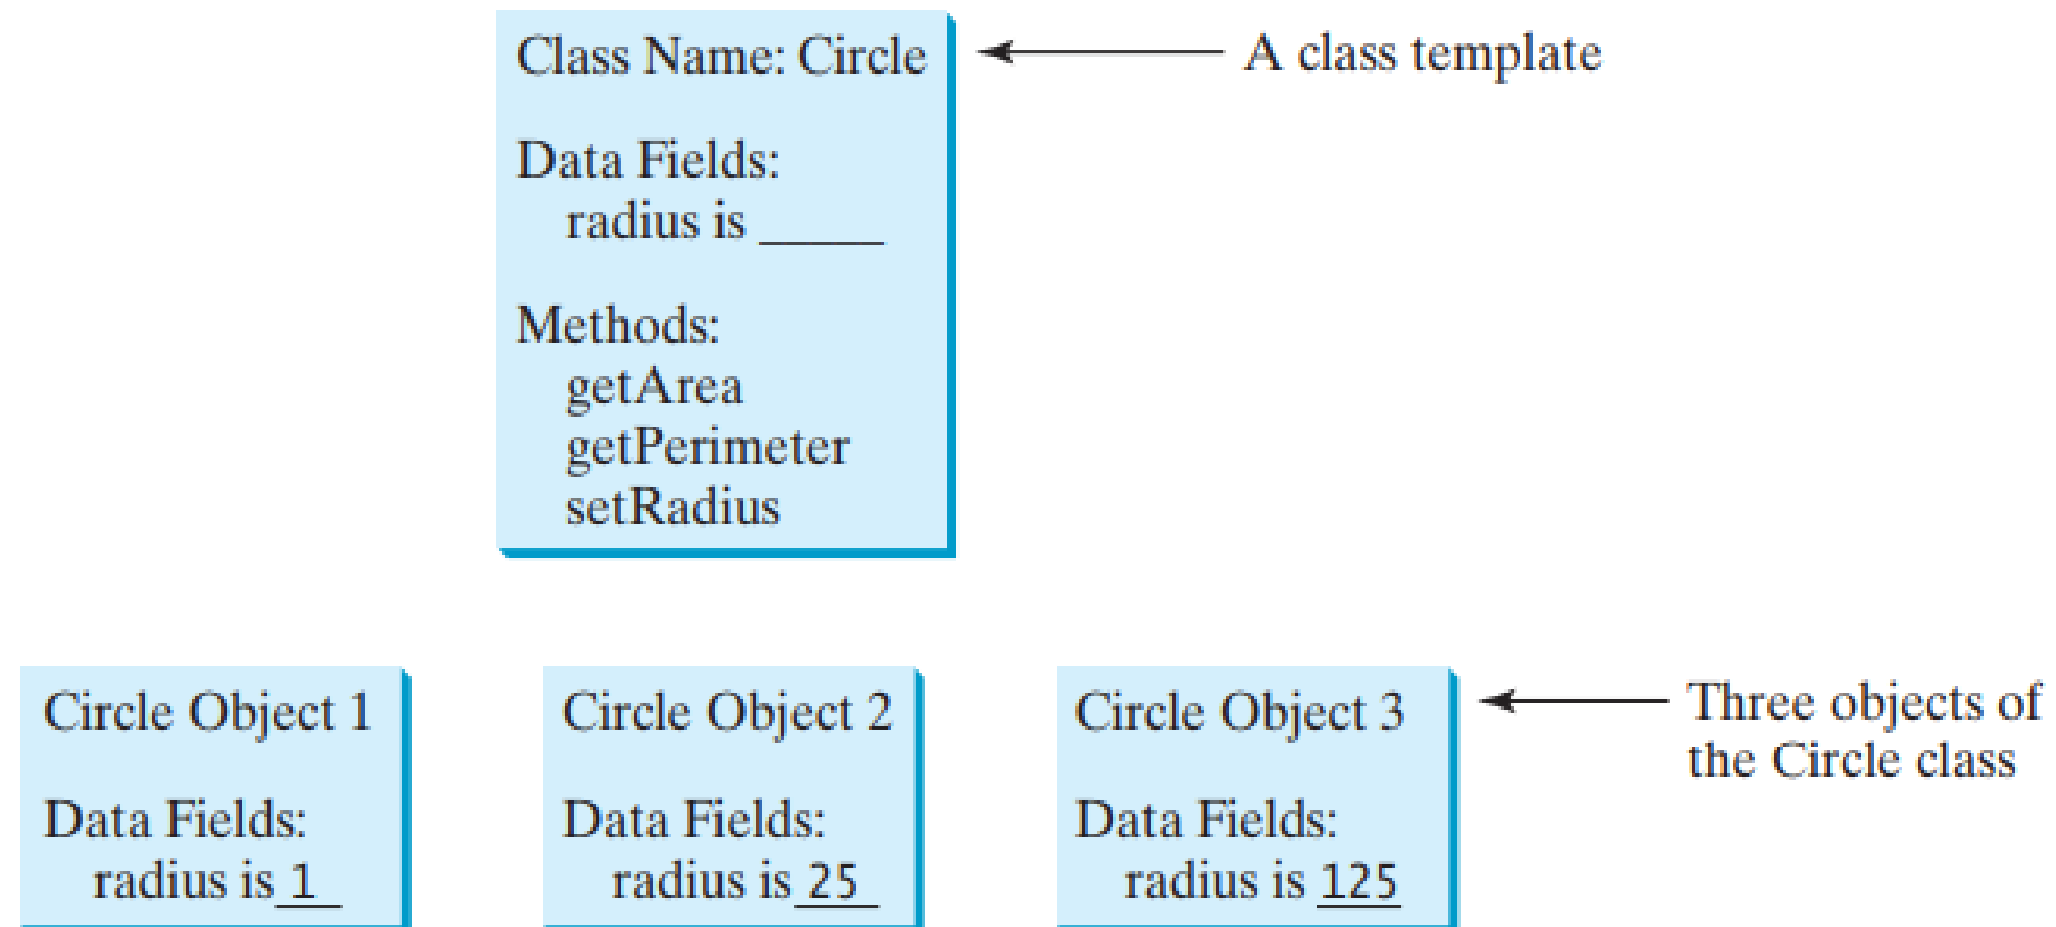 Class Name: Circle
A class template
Data Fields:
radius is _____
Methods:
getArea
getPerimeter
setRadius
Circle Object 1
Data Fields:
radius is 1
Circle Object 2
Data Fields:
radius is 25
Circle Object 3
Data Fields:
radius is 125
Three objects of
the Circle class